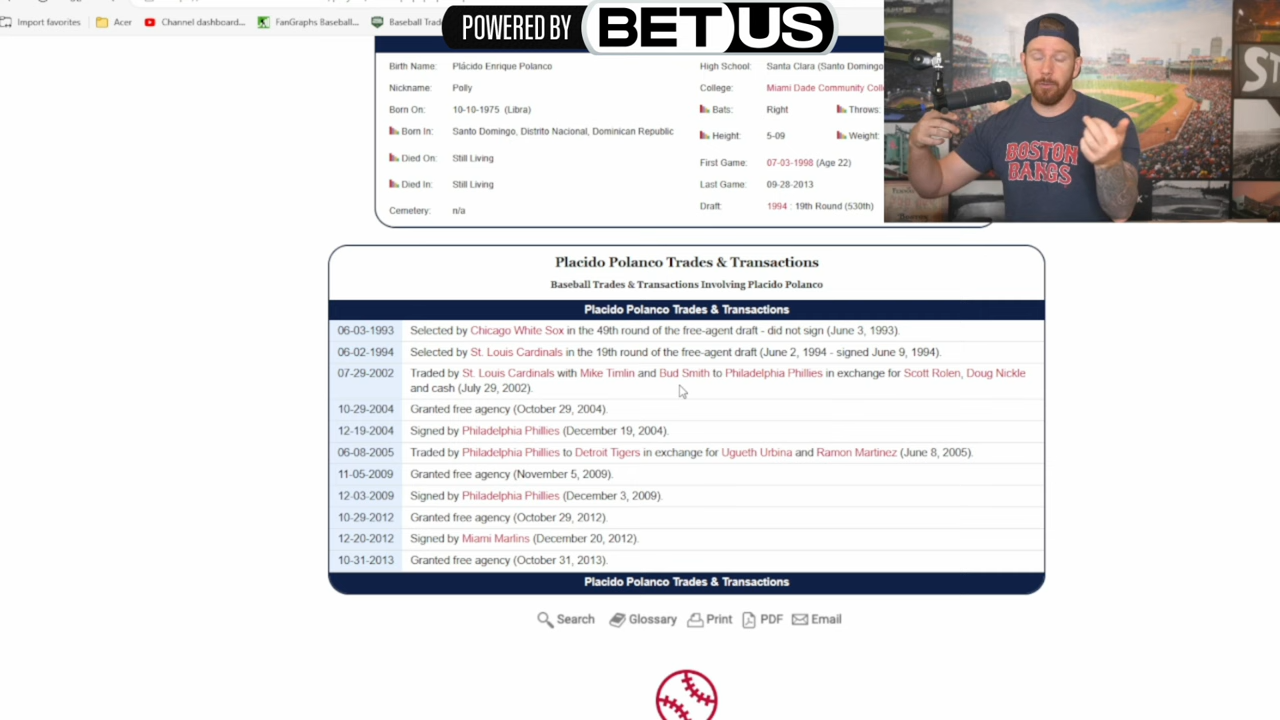 Import favorites
Acer
Channel dashboard...
FanGraphs Baseball...
Baseball Trad
POWERED BY BETUS
Birth Name: Plácido Enrique Polanco
High School: Santa Clara (Santo Domingo
Nickname: Polly
College: Miami Dade Community Coll
Born On: 10-10-1975 (Libra)
Bats: Right
Throws:
Born In: Santo Domingo, Distrito Nacional, Dominican Republic
Height: 5-09
Weight:
Died On: Still Living
First Game: 07-03-1998 (Age 22)
Died In: Still Living
Last Game: 09-28-2013
Cemetery: n/a
Draft: 1994 : 19th Round (530th)
BOSTON
BANGS
Placido Polanco Trades & Transactions
Baseball Trades & Transactions Involving Placido Polanco
Placido Polanco Trades & Transactions
06-03-1993 Selected by Chicago White Sox in the 49th round of the free-agent draft - did not sign (June 3, 1993).
06-02-1994 Selected by St. Louis Cardinals in the 19th round of the free-agent draft (June 2, 1994 - signed June 9, 1994).
07-29-2002 Traded by St. Louis Cardinals with Mike Timlin and Bud Smith to Philadelphia Phillies in exchange for Scott Rolen, Doug Nickle
and cash (July 29, 2002).
10-29-2004 Granted free agency (October 29, 2004).
12-19-2004 Signed by Philadelphia Phillies (December 19, 2004).
06-08-2005 Traded by Philadelphia Phillies to Detroit Tigers in exchange for Ugueth Urbina and Ramon Martinez (June 8, 2005).
11-05-2009 Granted free agency (November 5, 2009).
12-03-2009 Signed by Philadelphia Phillies (December 3, 2009).
10-29-2012 Granted free agency (October 29, 2012).
12-20-2012 Signed by Miami Marlins (December 20, 2012).
10-31-2013 Granted free agency (October 31, 2013).
Placido Polanco Trades & Transactions
Search Glossary Print PDF Email